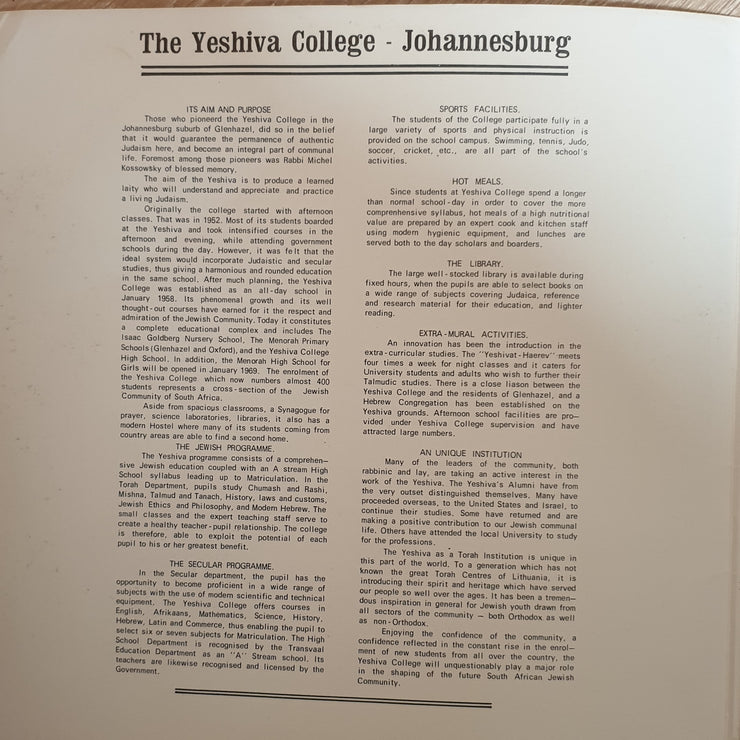 The Yeshiva College - Johannesburg
ITS AIM AND PURPOSE
Those who pioneerd the Yeshiva College in the
Johannesburg suburb of Glenhazel, did so in the belief
that it would guarantee the permanence of authentic
Judaism here, and become an integral part of communal
life. Foremost among those pioneers was Rabbi Michel
Kossowsky of blessed memory.
The aim of the Yeshiva is to produce a learned
laity who will understand and appreciate and practice
a living Judaism.
Originally the college started with afternoon
classes. That was in 1952. Most of its students boarded
at the Yeshiva and took intensified courses in the
afternoon and evening, while attending government
schools during the day. However, it was felt that the
ideal system would incorporate Judaistic and secular
studies, thus giving a harmonious and rounded education
in the same school. After much planning, the Yeshiva
College was established as an all-day school in
January 1958. Its phenomenal growth and its well
thought-out courses have earned for it the respect and
admiration of the Jewish Community. Today it constitutes
a complete educational complex and includes The
Isaac Goldberg Nursery School. The Menorah Primary
Schools (Glenhazel and Oxford), and the Yeshiva College
High School. In addition, the Menorah High School for
Girls will be opened in January 1969. The enrolment of
the Yeshiva College which now numbers almost 400
students represents a cross-section of the Jewish
Community of South Africa.
Aside from spacious classrooms, a Synagogue for
prayer, science laboratories, libraries, it also has a
modern Hostel where many of its students coming from
country areas are able to find a second home.
THE JEWISH PROGRAMME.
The Yeshiva programme consists of a comprehen-
sive Jewish education coupled with an A stream High
School syllabus leading up to Matriculation. In the
Torah Department, pupils study Chumash and Rashi,
Mishna, Talmud and Tanach, History, laws and customs,
Jewish Ethics and Philosophy, and Modern Hebrew. The
small classes and the expert teaching staff serve to
create a healthy teacher-pupil relationship. The college
is therefore, able to exploit the potential of each
pupil to his or her greatest benefit.
THE SECULAR PROGRAMME.
In the Secular department, the pupil has the
opportunity to become proficient in a wide range of
subjects with the use of modern scientific and technical
equipment. The Yeshiva College offers courses in
English, Afrikaans, Mathematics, Science, History,
Hebrew, Latin and Commerce, thus enabling the pupil to
select six or seven subjects for Matriculation. The High
School Department is recognised by the Transvaal
Education Department as an "A" Stream school. Its
teachers are likewise recognised and licensed by the
Government.
SPORTS FACILITIES.
The students of the College participate fully in a
large variety of sports and physical instruction is
provided on the school campus. Swimming, tennis, Judo,
soccer, cricket, etc., are all part of the school's
activities.
HOT MEALS.
Since students at Yeshiva College spend a longer
than normal school-day in order to cover the more
comprenhensive syllabus, hot meals of a high nutritional
value are prepared by an expert cook and kitchen staff
using modern hygienic equipment, and lunches are
served both to the day scholars and boarders.
THE LIBRARY.
The large well-stocked library is available during
fixed hours, when the pupils are able to select books on
a wide range of subjects covering Judaica, reference
and research material for their education, and lighter
reading.
EXTRA-MURAL ACTIVITIES.
An innovation has been the introduction in the
extra-curricular studies. The "Yeshivat-Haerev" meets
four times a week for night classes and it caters for
University students and adults who wish to further their
Talmudic studies. There is a close liason between the
Yeshiva College and the residents of Glenhazel, and a
Hebrew Congregation has been established on the
Yeshiva grounds. Afternoon school facilities are pro-
vided under Yeshiva College supervision and have
attracted large numbers.
AN UNIQUE INSTITUTION
Many of the leaders of the community, both
rabbinic and lay, are taking an active interest in the
work of the Yeshiva. The Yeshiva's Alumni have from
the very outset distinguished themselves. Many have
proceeded overseas, to the United States and Israel, to
continue their studies. Some have returned and are
making a positive contribution to our Jewish communal
life. Others have attended the local University to study
for the professions.
The Yeshiva as a Torah Institution is unique in
this part of the world. To a generation which has not
known the great Torah Centres of Lithuania, it is
introducing their spirit and heritage which have served
our people so well over the ages. It has been a tremen-
dous inspiration in general for Jewish youth drawn from
all sectors of the community – both Orthodox as well
as non-Orthodox.
Enjoying the confidence of the community, a
confidence reflected in the constant rise in the enrol-
ment of new students from all over the country, the
Yeshiva College will unquestionably play a major role
in the shaping of the future South African Jewish
Community.